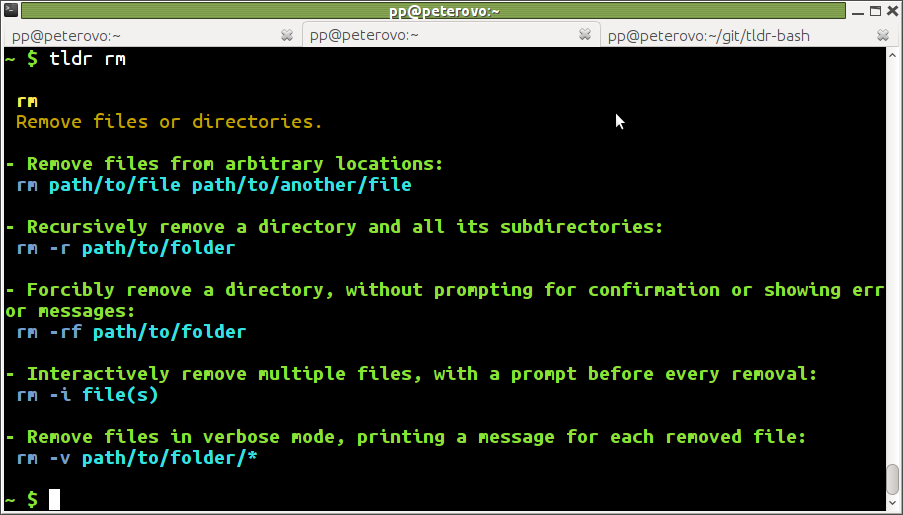 pp@peterovo:~
pp@peterovo:~ pp@peterovo:~ pp@peterovo:~/git/tldr-bash
~ $ tldr rm
rm
Remove files or directories.
- Remove files from arbitrary locations:
rm path/to/file path/to/another/file
- Recursively remove a directory and all its subdirectories:
rm -r path/to/folder
- Forcibly remove a directory, without prompting for confirmation or showing err
or messages:
rm -rf path/to/folder
- Interactively remove multiple files, with a prompt before every removal:
rm -i file(s)
- Remove files in verbose mode, printing a message for each removed file:
rm -v path/to/folder/*
~ $